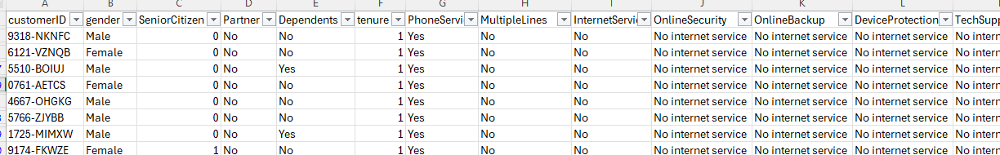 A B C D E F G H I J K L
customerID gender SeniorCitizen Partner Dependents tenure PhoneServi MultipleLines InternetServi OnlineSecurity OnlineBackup DeviceProtection TechSupp
9318-NKNFC Male 0 No No 1 Yes No No No internet service No internet service No internet service No intern
6121-VZNQB Female 0 No No 1 Yes No No No internet service No internet service No internet service No intern
5510-BOIUJ Male 0 No Yes 1 Yes No No No internet service No internet service No internet service No intern
0761-AETCS Female 0 No No 1 Yes No No No internet service No internet service No internet service No intern
4667-OHGKG Male 0 No No 1 Yes No No No internet service No internet service No internet service No intern
5766-ZJYBB Male 0 No No 1 Yes No No No internet service No internet service No internet service No intern
1725-MIMXW Male 0 No Yes 1 Yes No No No internet service No internet service No internet service No intern
9174-FKWZE Female 1 No No 1 Yes No No No internet service No internet service No internet service No intern